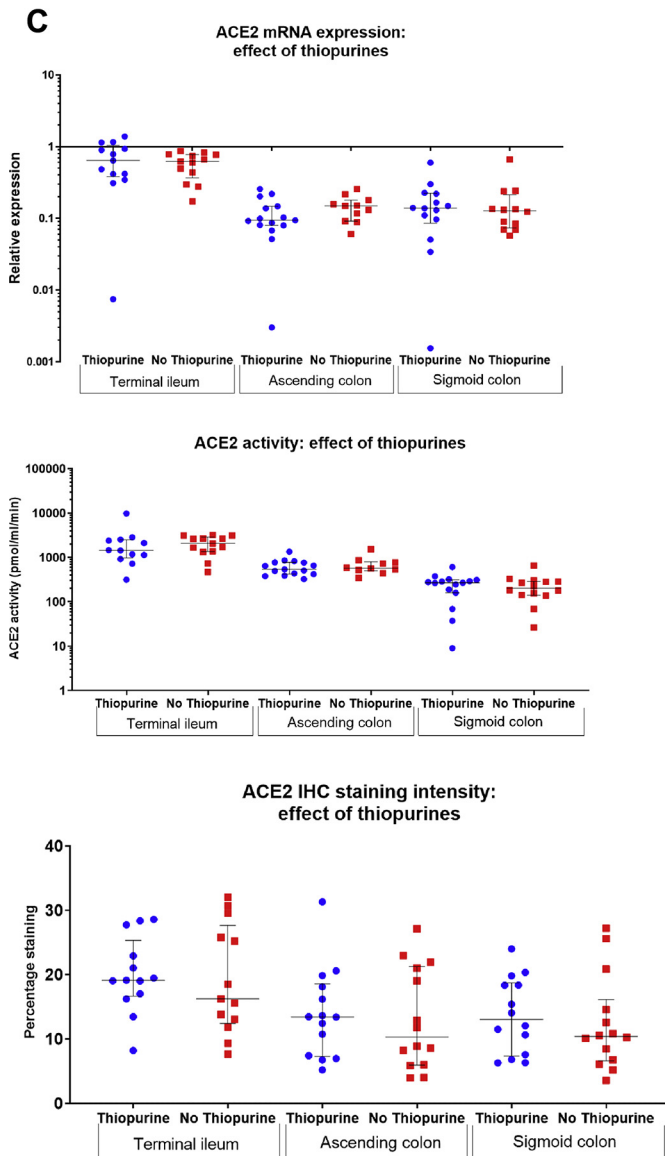 C
ACE2 mRNA expression:
effect of thiopurines
Relative expression
10
1
0.1
0.01
0.001
Thiopurine No Thiopurine Thiopurine No Thiopurine Thiopurine No Thiopurine
Terminal ileum Ascending colon Sigmoid colon
ACE2 activity: effect of thiopurines
ACE2 activity (pmol/ml/min)
100000
10000
1000
100
10
1
Thiopurine No Thiopurine Thiopurine No Thiopurine Thiopurine No Thiopurine
Terminal ileum Ascending colon Sigmoid colon
ACE2 IHC staining intensity:
effect of thiopurines
Percentage staining
40
30
20
10
0
Thiopurine No Thiopurine Thiopurine No Thiopurine Thiopurine No Thiopurine
Terminal ileum Ascending colon Sigmoid colon